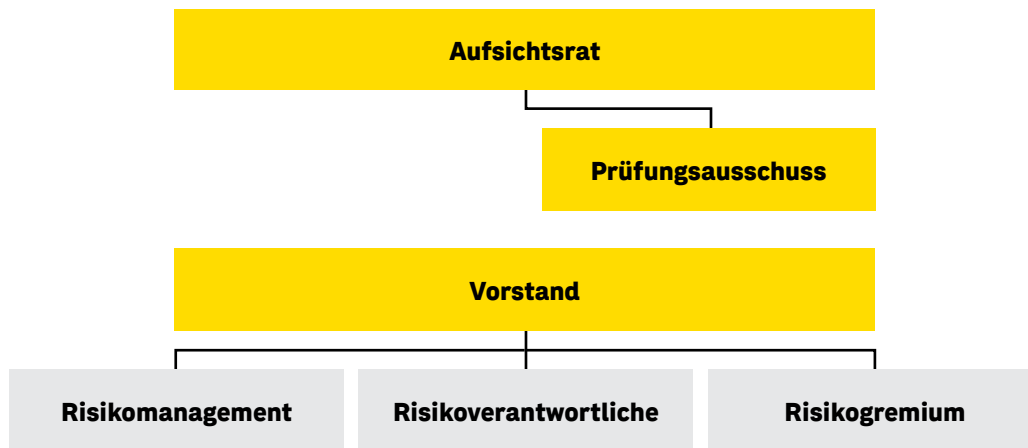 Aufsichtsrat
Prüfungsausschuss
Vorstand
Risikomanagement
Risikoverantwortliche
Risikogremium